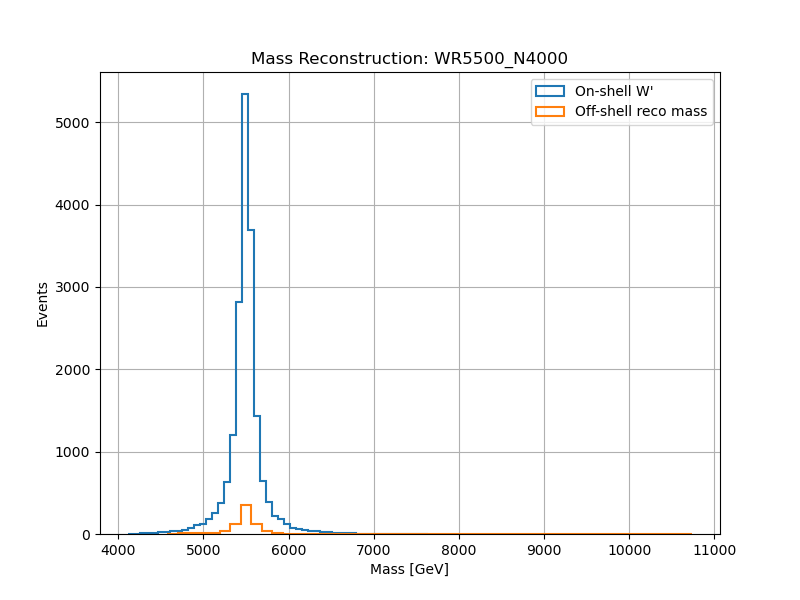 Mass Reconstruction: WR5500_N4000
On-shell W'
Off-shell reco mass
5000
4000
3000
2000
1000
0
Events
4000 5000 6000 7000 8000 9000 10000 11000
Mass [GeV]